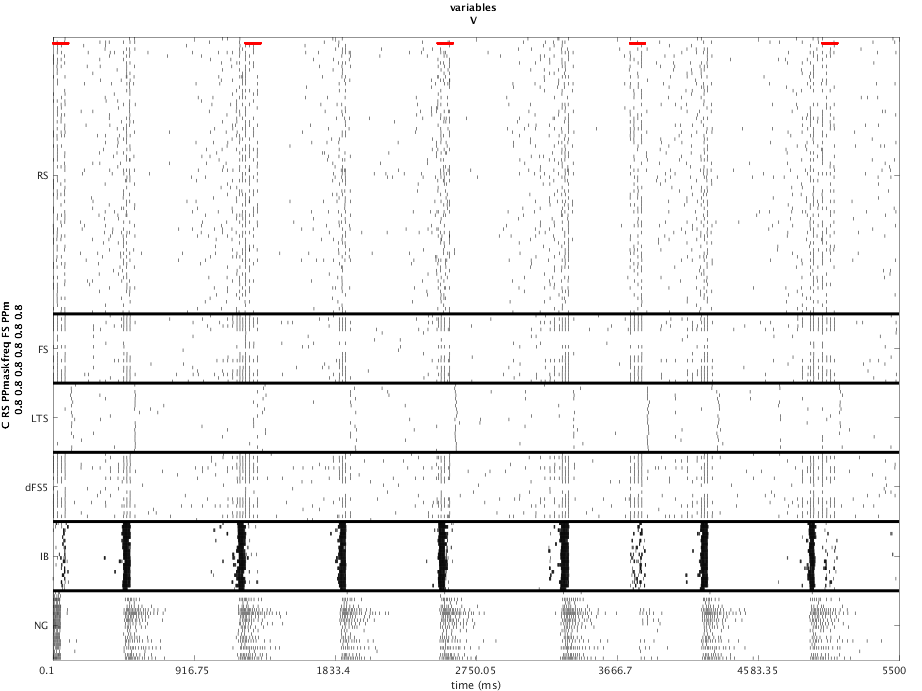 variables
V
C RS PPmaskfreq FS PPm
0.8 0.8 0.8 0.8 0.8
RS
FS
LTS
dFS5
IB
NG
0.1 916.75 1833.4 2750.05 3666.7 4583.35 5500
time (ms)